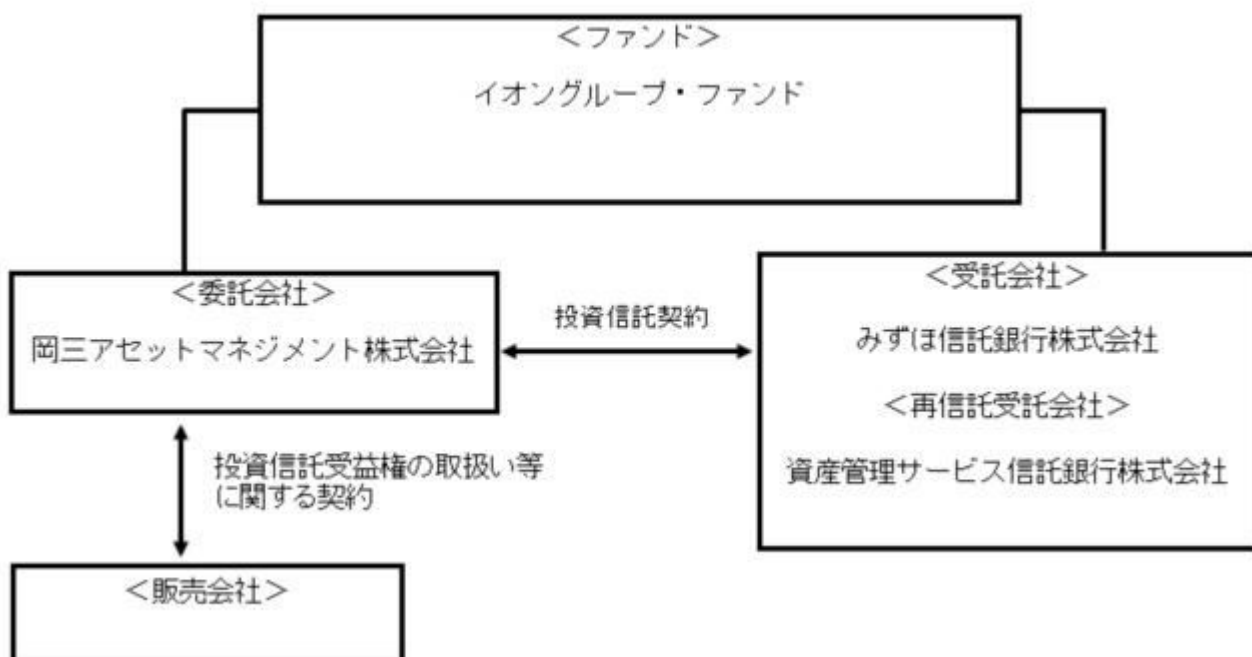 ＜ファンド＞
イオングループ・ファンド
＜委託会社＞
岡三アセットマネジメント株式会社
投資信託契約
＜受託会社＞
みずほ信託銀行株式会社
＜再信託受託会社＞
資産管理サービス信託銀行株式会社
投資信託受益権の取扱い等
に関する契約
＜販売会社＞